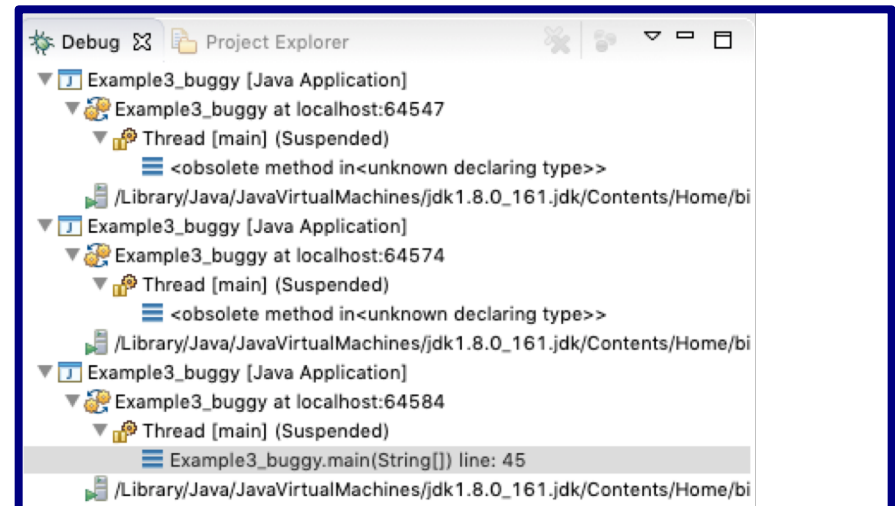 Debug Project Explorer
Example3_buggy [Java Application]
Example3_buggy at localhost:64547
Thread [main] (Suspended)
<obsolete method in<unknown declaring type>>
/Library/Java/JavaVirtualMachines/jdk1.8.0_161.jdk/Contents/Home/bi
Example3_buggy [Java Application]
Example3_buggy at localhost:64574
Thread [main] (Suspended)
<obsolete method in<unknown declaring type>>
/Library/Java/JavaVirtualMachines/jdk1.8.0_161.jdk/Contents/Home/bi
Example3_buggy [Java Application]
Example3_buggy at localhost:64584
Thread [main] (Suspended)
Example3_buggy.main(String[]) line: 45
/Library/Java/JavaVirtualMachines/jdk1.8.0_161.jdk/Contents/Home/bi